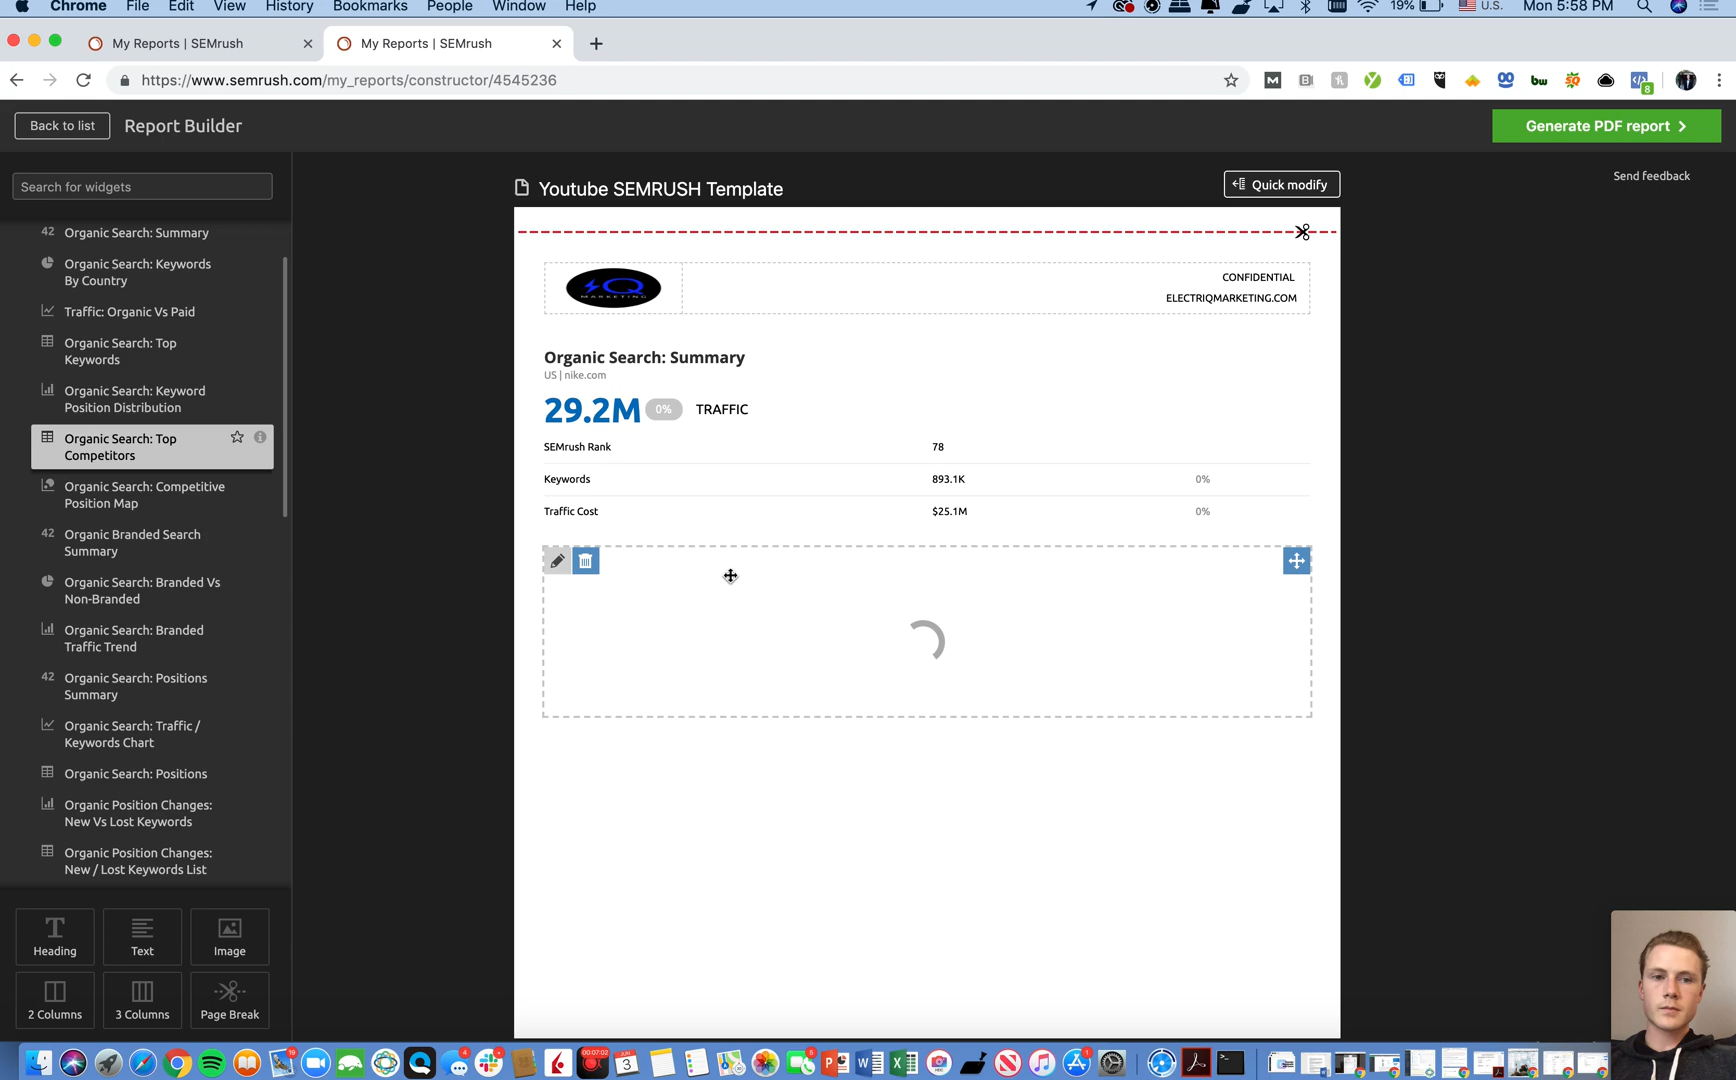 Chrome File Edit View History Bookmarks People Window Help
19% U.S. Mon 5:58 PM
My Reports | SEMrush
My Reports | SEMrush
https://www.semrush.com/my_reports/constructor/4545236
8
Back to list
Report Builder
Generate PDF report
Search for widgets
Send feedback
42 Organic Search: Summary
Organic Search: Keywords
By Country
Traffic: Organic Vs Paid
Organic Search: Top
Keywords
Organic Search: Keyword
Position Distribution
Organic Search: Top
Competitors
Organic Search: Competitive
Position Map
42 Organic Branded Search
Summary
Organic Search: Branded Vs
Non-Branded
Organic Search: Branded
Traffic Trend
42 Organic Search: Positions
Summary
Organic Search: Traffic /
Keywords Chart
Organic Search: Positions
Organic Position Changes:
New Vs Lost Keywords
Organic Position Changes:
New / Lost Keywords List
Heading
Text
Image
2 Columns
3 Columns
Page Break
Youtube SEMRUSH Template
Quick modify
Q
MARKETING
CONFIDENTIAL
ELECTRIQMARKETING.COM
Organic Search: Summary
US | nike.com
29.2M 0% TRAFFIC
SEMrush Rank 78
Keywords 893.1K 0%
Traffic Cost $25.1M 0%
00:07:02